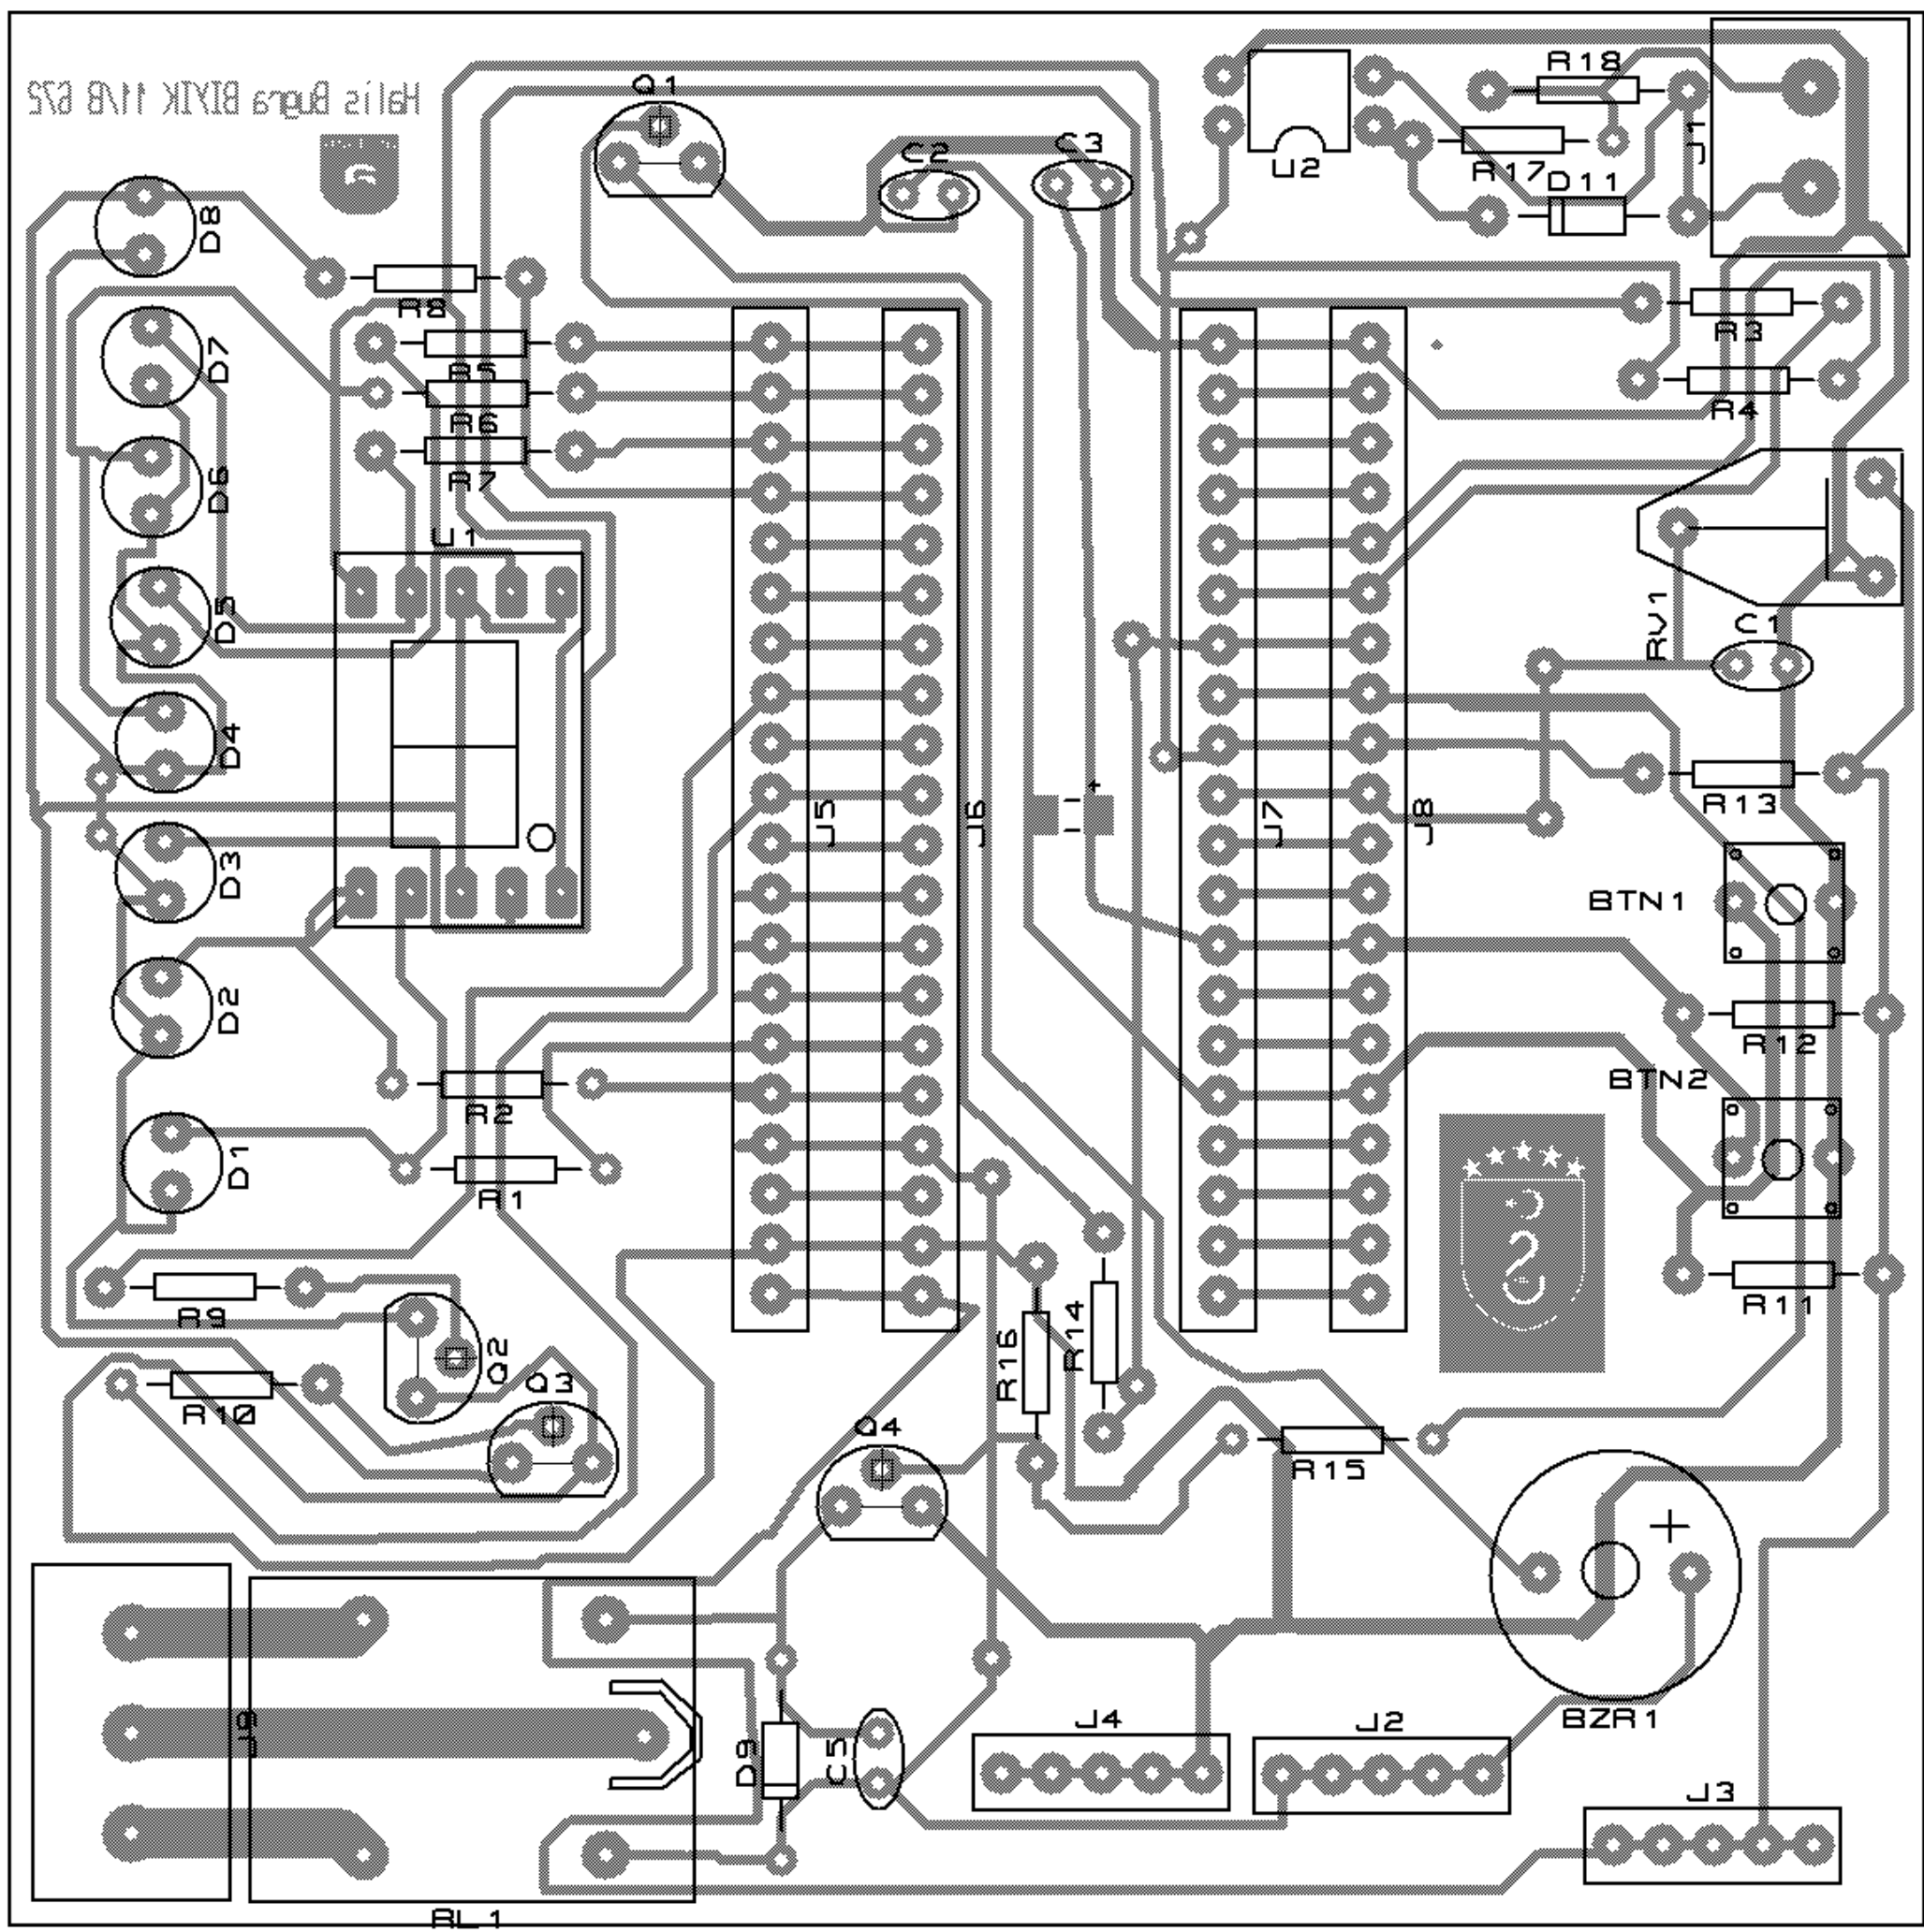 Halis Bugra BIYIK 11/B 672
Q1
C2
C3
U2
R18
R17
D11
J1
D8
R8
D7
R5
R6
R7
R3
R4
D6
U1
D5
RV1
C1
D4
J5
J6
J7
J8
R13
D3
BTN1
D2
R2
R12
BTN2
D1
R1
R9
R11
Q2
R16
R14
Q3
R10
Q4
R15
J9
D9
C5
J4
J2
BZR1
J3
RL1